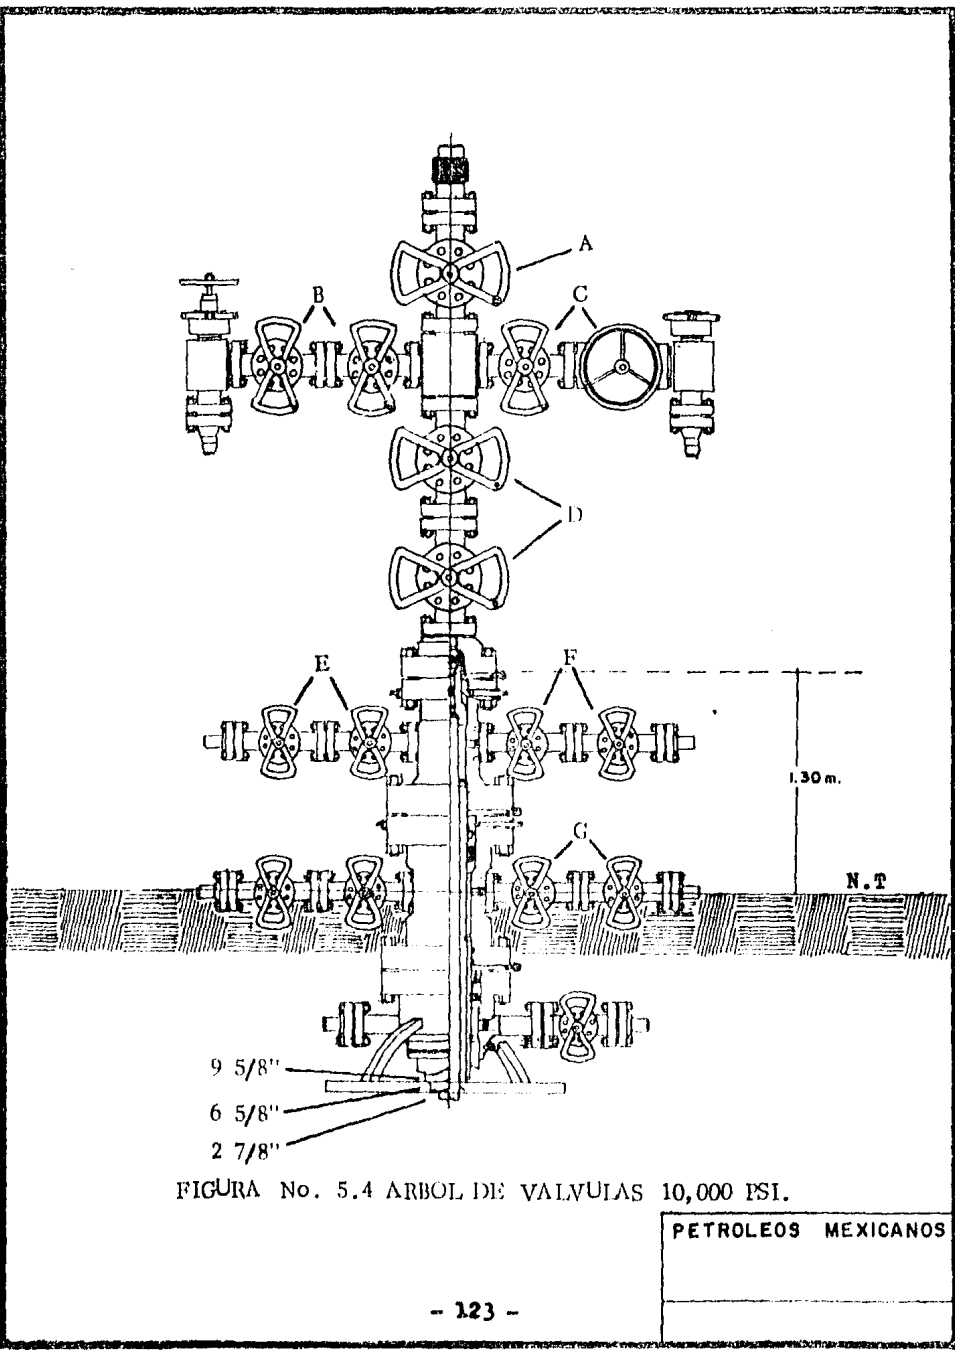 A
B
C
D
E
F
1.30 m.
G
N.T
9 5/8"
6 5/8"
2 7/8"
FIGURA No. 5.4 ARBOL DE VALVULAS 10,000 PSI.
PETROLEOS MEXICANOS
- 123 -